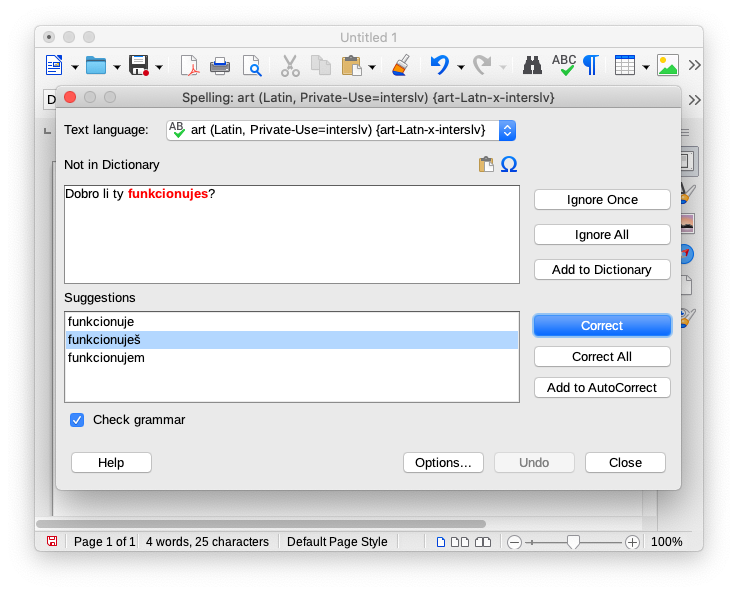 Untitled 1
ABC
D
Spelling: art (Latin, Private-Use=interslv) {art-Latn-x-interslv}
Text language: AB art (Latin, Private-Use=interslv) {art-Latn-x-interslv}
Not in Dictionary
Dobro li ty funkcionujes?
Ignore Once
Ignore All
Add to Dictionary
Suggestions
funkcionuje
funkcionuješ
funkcionujem
Correct
Correct All
Add to AutoCorrect
Check grammar
Help
Options...
Undo
Close
Page 1 of 1 4 words, 25 characters Default Page Style 100%